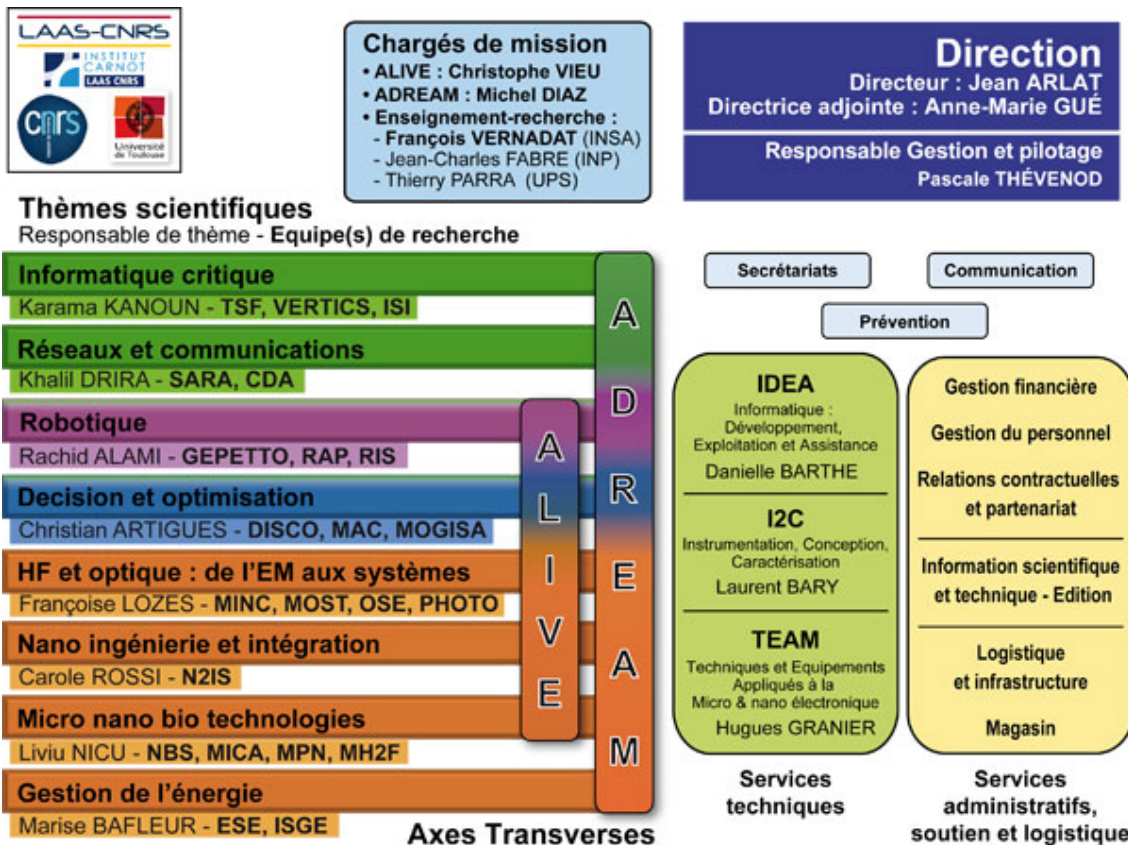 LAAS-CNRS
INSTITUT
CARNOT
LAAS CNRS
cnrs
Université
de Toulouse
Chargés de mission
• ALIVE : Christophe VIEU
• ADREAM : Michel DIAZ
• Enseignement-recherche :
- François VERNADAT (INSA)
- Jean-Charles FABRE (INP)
- Thierry PARRA (UPS)
Direction
Directeur : Jean ARLAT
Directrice adjointe : Anne-Marie GUÉ
Responsable Gestion et pilotage
Pascale THÉVENOD
Thèmes scientifiques
Responsable de thème - Equipe(s) de recherche
Informatique critique
Karama KANOUN - TSF, VERTICS, ISI
Réseaux et communications
Khalil DRIRA - SARA, CDA
Robotique
Rachid ALAMI - GEPETTO, RAP, RIS
Decision et optimisation
Christian ARTIGUES - DISCO, MAC, MOGISA
HF et optique : de l'EM aux systèmes
Françoise LOZES - MINC, MOST, OSE, PHOTO
Nano ingénierie et intégration
Carole ROSSI - N2IS
Micro nano bio technologies
Liviu NICU - NBS, MICA, MPN, MH2F
Gestion de l'énergie
Marise BAFLEUR - ESE, ISGE
ALIVE
ADREAM
Axes Transverses
Secrétariats
Communication
Prévention
IDEA
Informatique :
Développement,
Exploitation et Assistance
Danielle BARTHE
I2C
Instrumentation, Conception,
Caractérisation
Laurent BARY
TEAM
Techniques et Equipements
Appliqués à la
Micro & nano électronique
Hugues GRANIER
Services
techniques
Gestion financière
Gestion du personnel
Relations contractuelles
et partenariat
Information scientifique
et technique - Edition
Logistique
et infrastructure
Magasin
Services
administratifs,
soutien et logistique